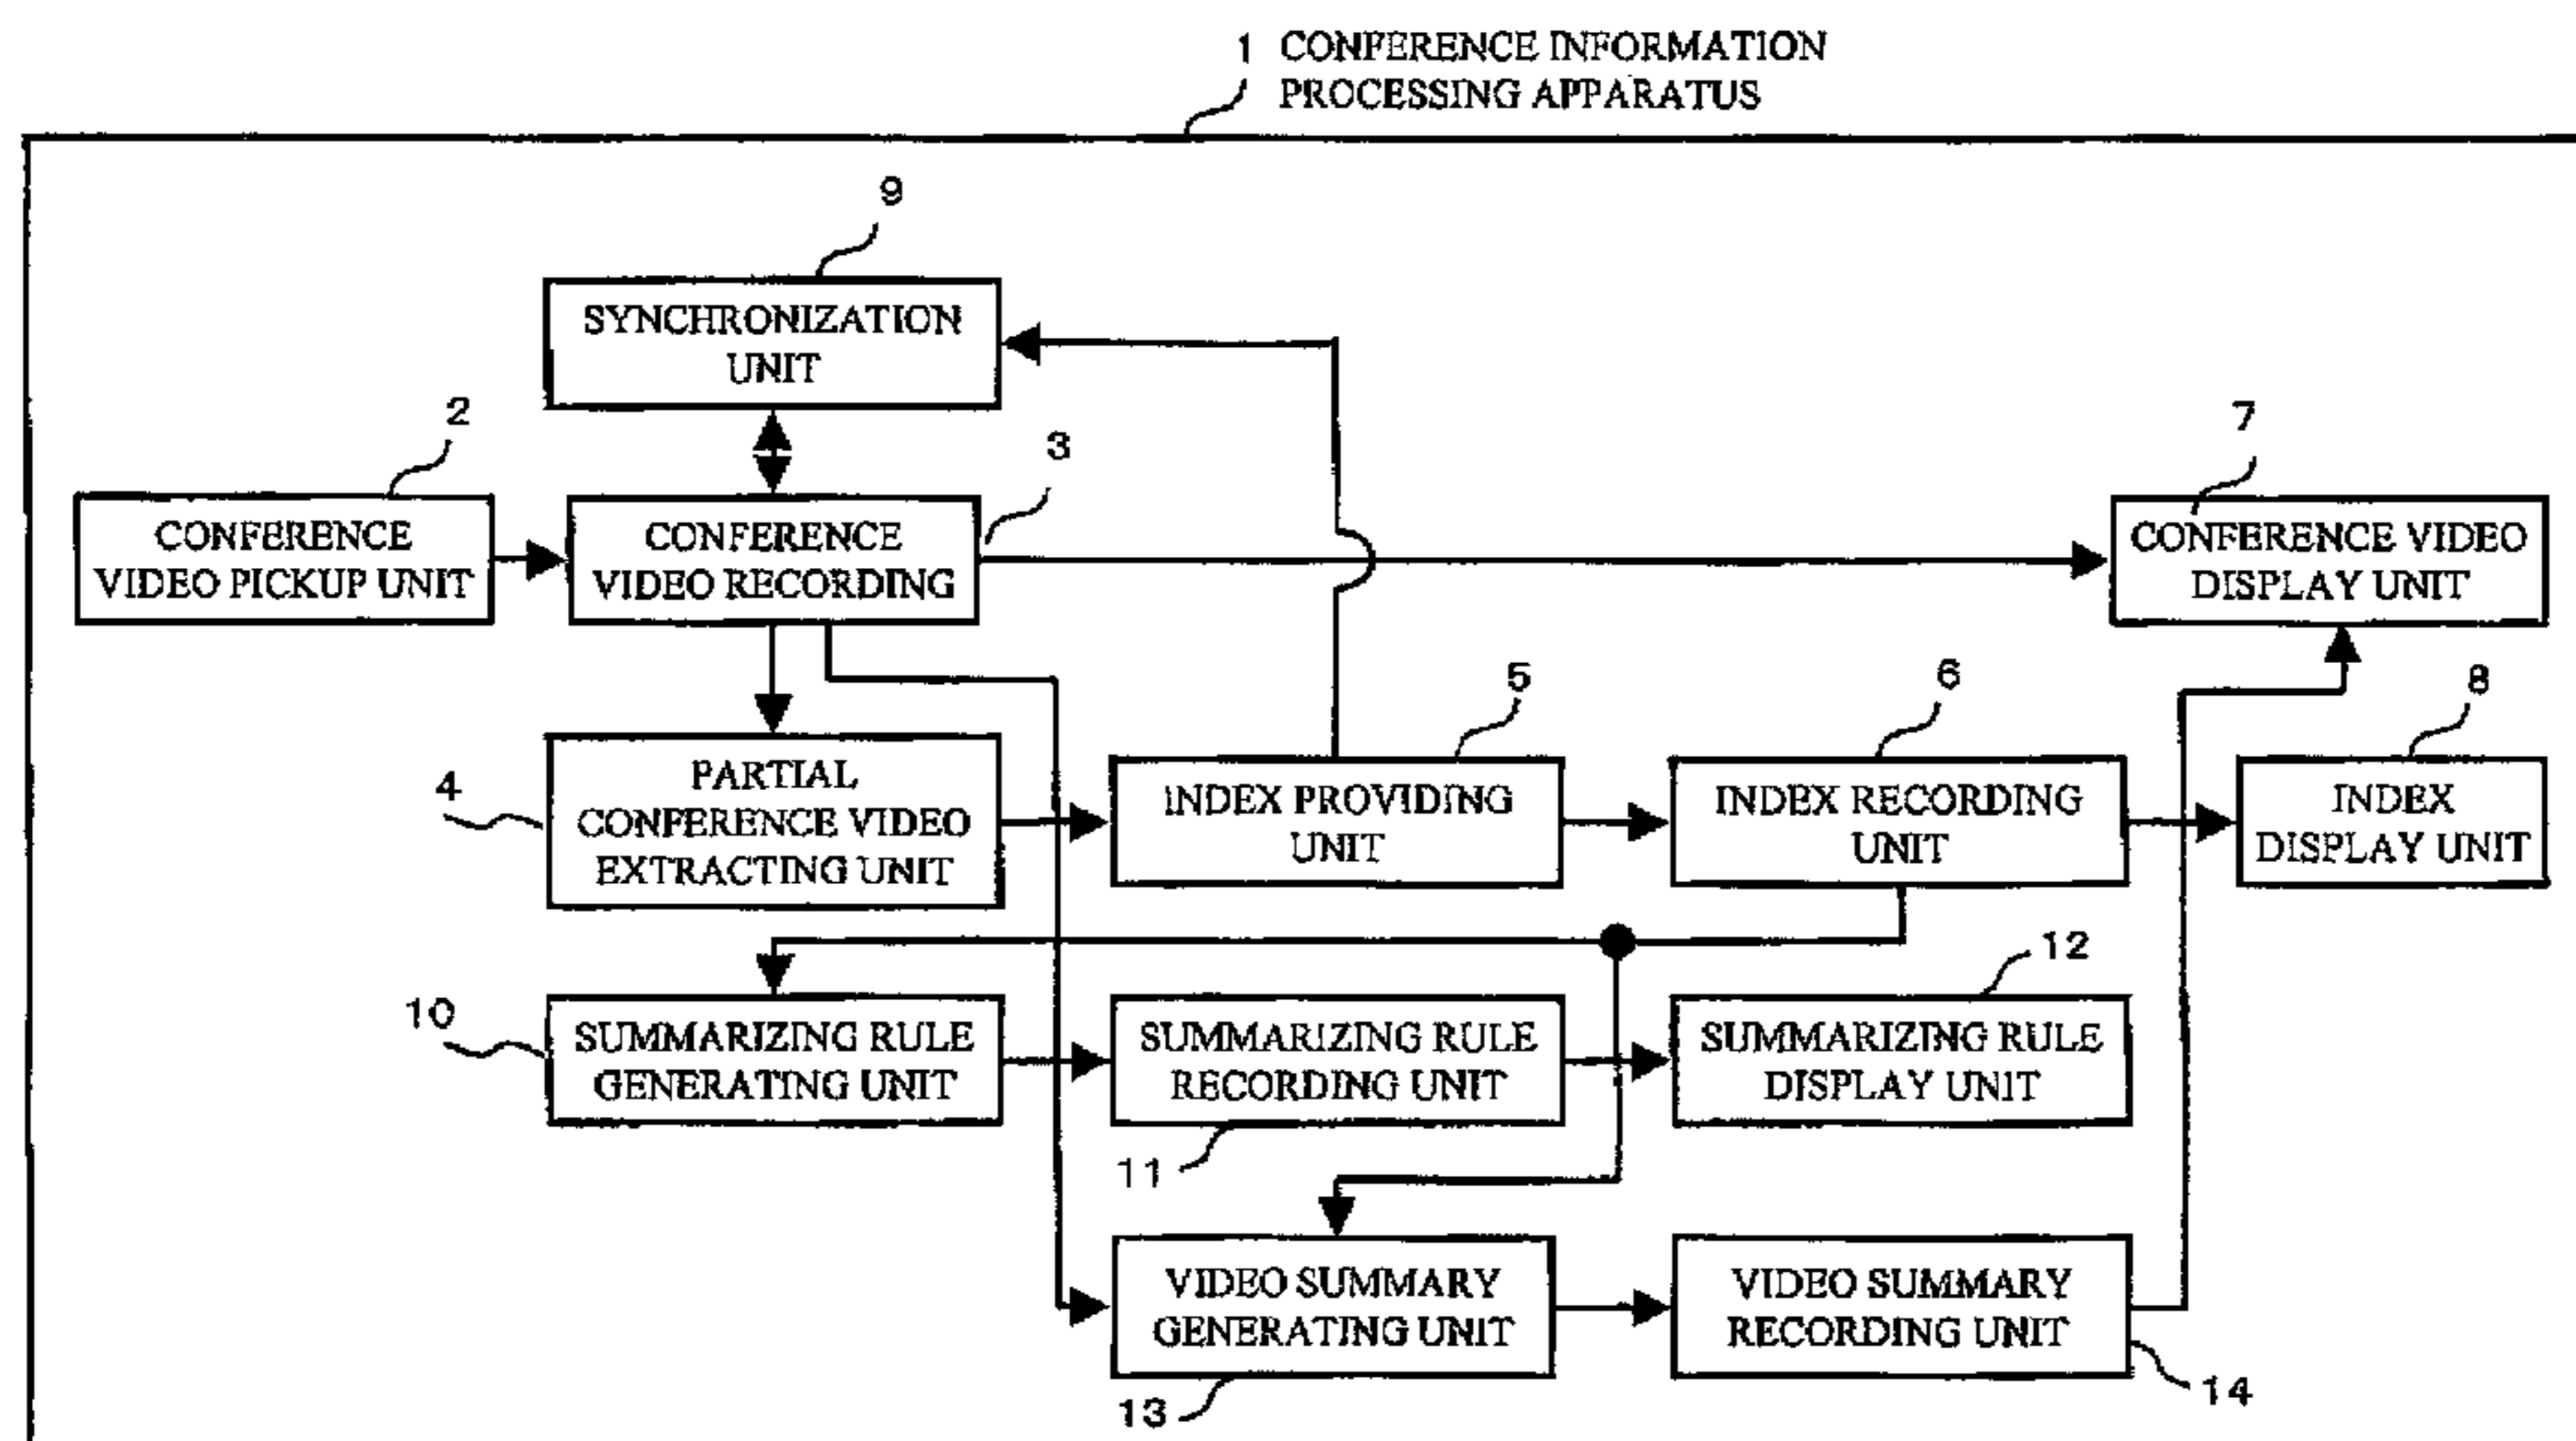 1 CONFERENCE INFORMATION
PROCESSING APPARATUS
9
SYNCHRONIZATION
UNIT
2
CONFERENCE
VIDEO PICKUP UNIT
3
CONFERENCE
VIDEO RECORDING
7
CONFERENCE VIDEO
DISPLAY UNIT
4
PARTIAL
CONFERENCE VIDEO
EXTRACTING UNIT
5
INDEX PROVIDING
UNIT
6
INDEX RECORDING
UNIT
8
INDEX
DISPLAY UNIT
10
SUMMARIZING RULE
GENERATING UNIT
SUMMARIZING RULE
RECORDING UNIT
11
12
SUMMARIZING RULE
DISPLAY UNIT
VIDEO SUMMARY
GENERATING UNIT
13
VIDEO SUMMARY
RECORDING UNIT
14